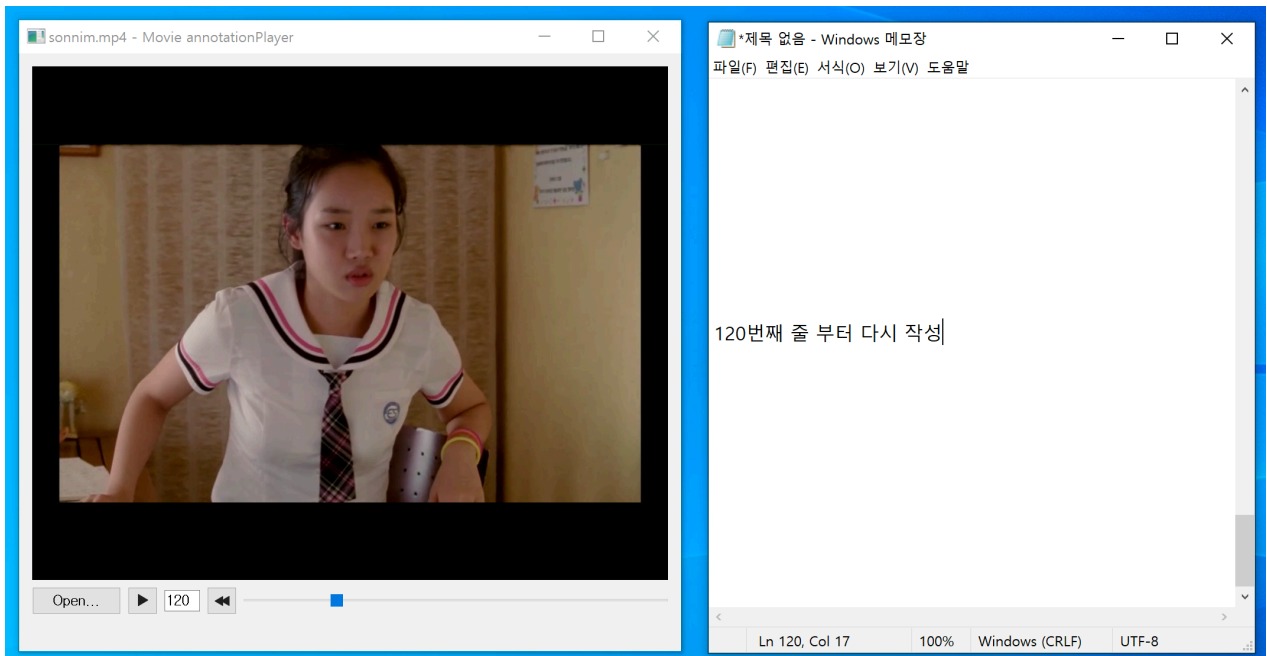 sonnim.mp4 - Movie annotationPlayer
Open...
120
*제목 없음 - Windows 메모장
파일(F) 편집(E) 서식(O) 보기(V) 도움말
120번째 줄 부터 다시 작성
Ln 120, Col 17
100%
Windows (CRLF)
UTF-8